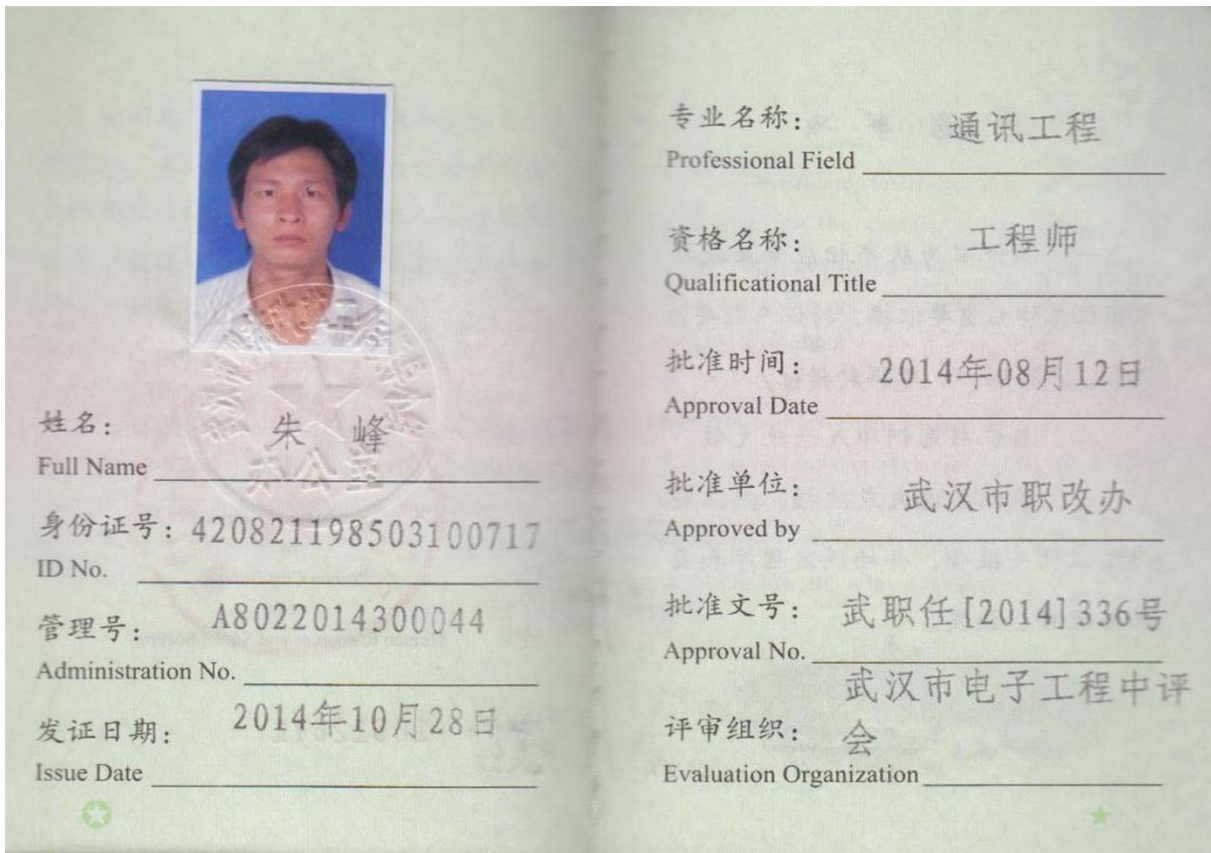 姓名： 朱 峰
Full Name
身份证号：420821198503100717
ID No.
管理号： A80220143​00044
Administration No.
发证日期： 2014年10月28日
Issue Date
办公室
专业名称： 通讯工程
Professional Field
资格名称： 工程师
Qualificational Title
批准时间： 2014年08月12日
Approval Date
批准单位： 武汉市职改办
Approved by
批准文号： 武职任[2014]336号
Approval No.
武汉市电子工程中评
评审组织： 会
Evaluation Organization